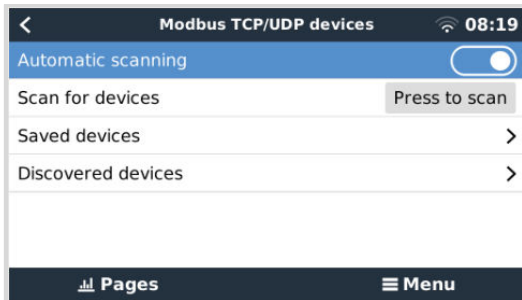 Modbus TCP/UDP devices 08:19
Automatic scanning
Scan for devices Press to scan
Saved devices
Discovered devices
Pages Menu